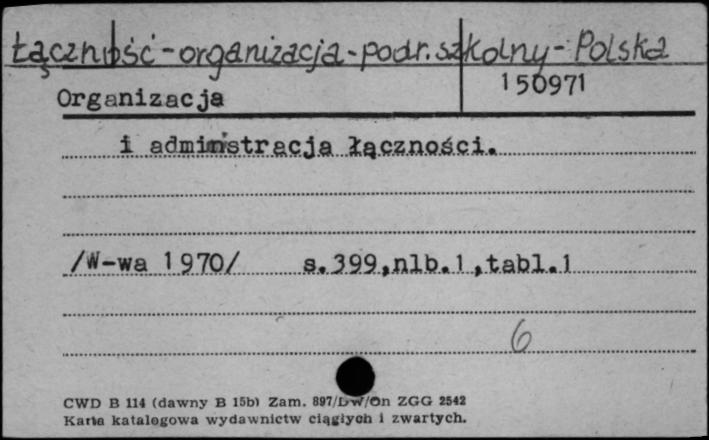 Łączność-organizacja-podr.szkolny-Polska
150971
Organizacja
i administracja łączności.
/W-wa 1970/ s.399,nlb.1,tabl.1
6
CWD B 114 (dawny B 15b) Zam. 897/DW/On ZGG 2542
Karta katalogowa wydawnictw ciągłych i zwartych.